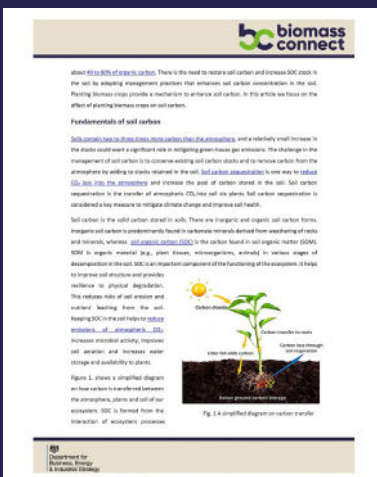 biomass
connect
about 40 to 60% of organic carbon. There is the need to restore soil carbon and increase SOC stock in
the soil by adapting management practices that enhances soil carbon concentration in the soil.
Planting biomass crops provide a mechanism to enhance soil carbon. In this article we focus on the
effect of planting biomass crops on soil carbon.
Fundamentals of soil carbon
Soils contain two to three times more carbon than the atmosphere, and a relatively small increase in
the stocks could exert a significant role in mitigating green-house gas emissions. The challenge in the
management of soil carbon is to conserve existing soil carbon stocks and to remove carbon from the
atmosphere by adding to stocks retained in the soil. Soil carbon sequestration is one way to reduce
CO₂ loss into the atmosphere and increase the pool of carbon stored in the soil. Soil carbon
sequestration is the transfer of atmospheric CO₂ into soil via plants. Soil carbon sequestration is
considered a key measure to mitigate climate change and improve soil health.
Soil carbon is the solid carbon stored in soils. There are inorganic and organic soil carbon forms.
Inorganic soil carbon is predominantly found in carbonate minerals derived from weathering of rocks
and minerals, whereas soil organic carbon (SOC) is the carbon found in soil organic matter (SOM).
SOM is organic material (e.g., plant tissues, microorganisms, animals) in various stages of
decomposition in the soil. SOC is an important component of the functioning of the ecosystem. It helps
to improve soil structure and provides
resilience to physical degradation.
This reduces risks of soil erosion and
nutrient leaching from the soil.
Keeping SOC in the soil helps to reduce
emissions of atmospheric CO₂,
increases microbial activity, improves
soil aeration and increases water
storage and availability to plants.
Figure 1. shows a simplified diagram
on how carbon is transferred between
the atmosphere, plants and soil of our
ecosystem. SOC is formed from the
interaction of ecosystem processes
Carbon dioxide
Carbon transfer to roots
Litter fall adds carbon
Carbon loss through
soil respiration
Below ground carbon storage
Fig. 1 A simplified diagram on carbon transfer
Department for
Business, Energy
& Industrial Strategy